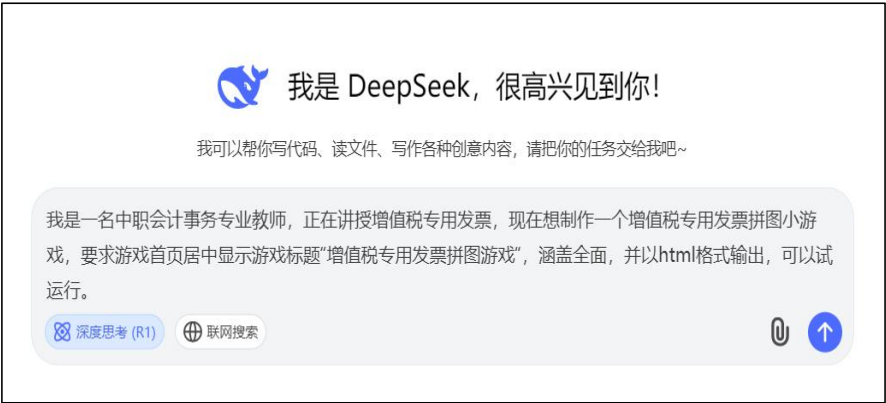 我是 DeepSeek，很高兴见到你！
我可以帮你写代码、读文件、写作各种创意内容，请把你的任务交给我吧~
我是一名中职会计事务专业教师，正在讲授增值税专用发票，现在想制作一个增值税专用发票拼图小游
戏，要求游戏首页居中显示游戏标题“增值税专用发票拼图游戏”，涵盖全面，并以html格式输出，可以试
运行。
深度思考 (R1) 联网搜索